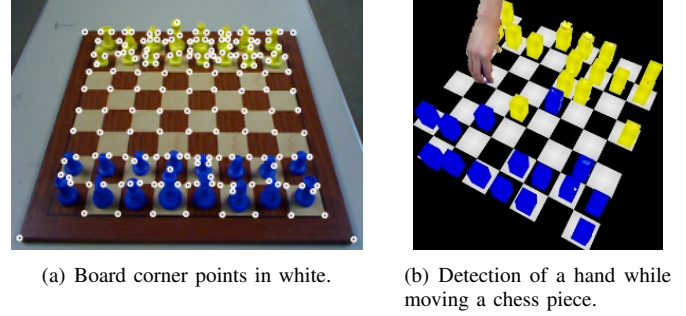 (a) Board corner points in white.
(b) Detection of a hand while
moving a chess piece.